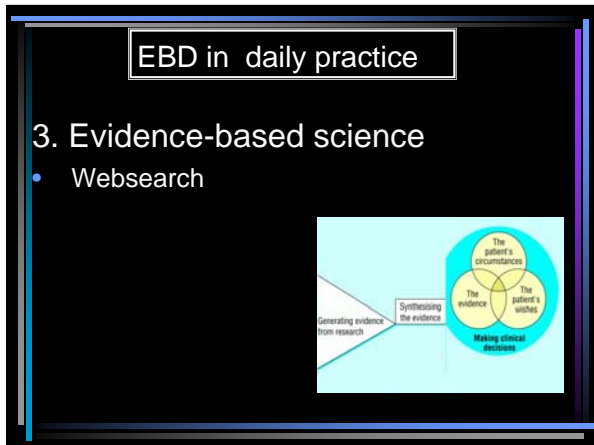 EBD in daily practice
3. Evidence-based science
• Websearch
Generating evidence
from research
Synthesising
the evidence
The
patient's
circumstances
The
evidence
The
patient's
wishes
Making clinical
decisions